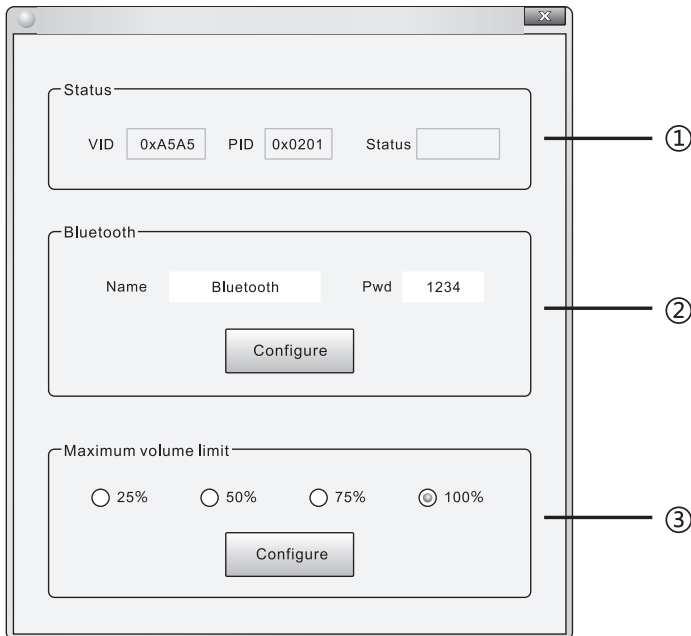 X
Status
VID 0xA5A5 PID 0x0201 Status
①
Bluetooth
Name Bluetooth Pwd 1234
②
Configure
Maximum volume limit
25% 50% 75% 100%
③
Configure